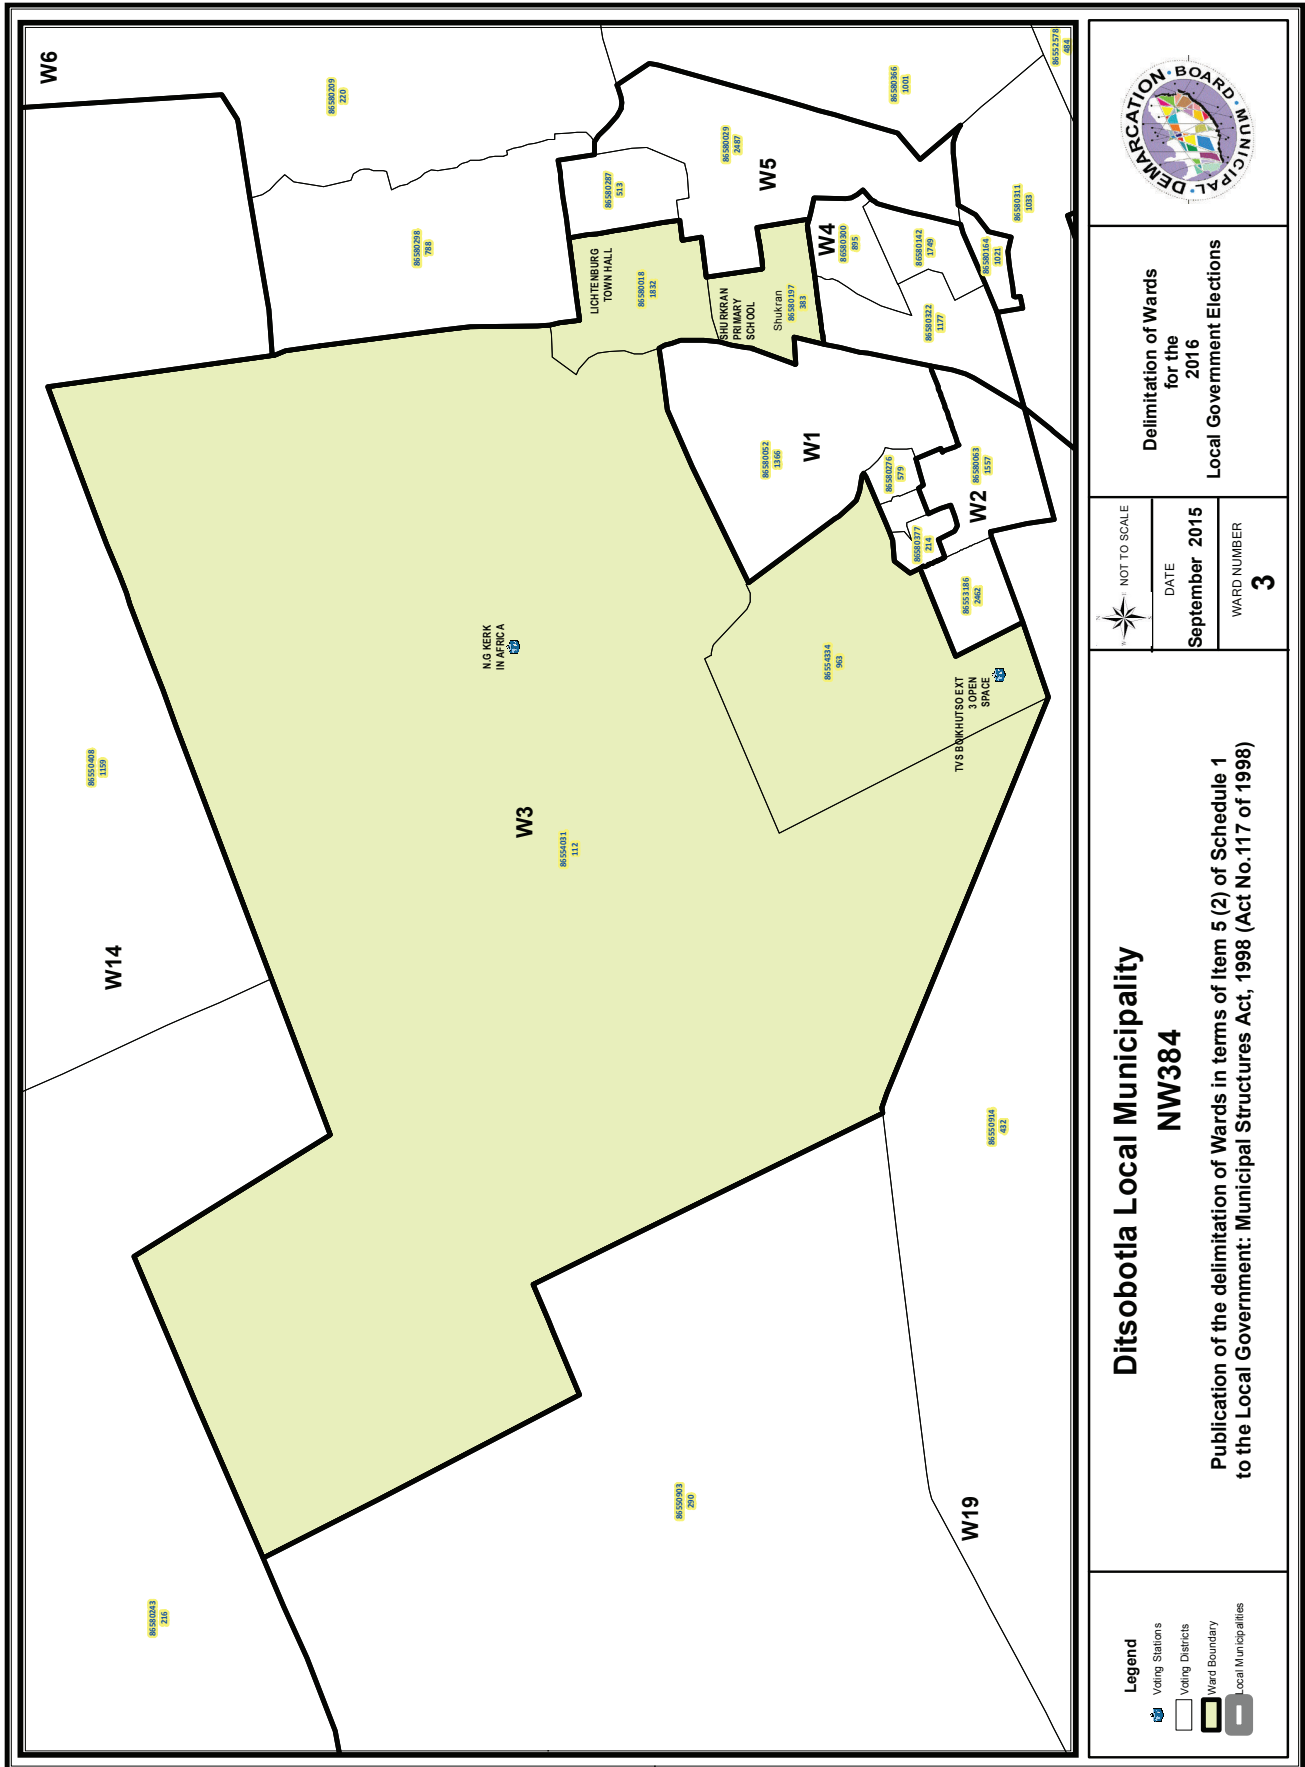 W6
86580209
220
86580298
788
86550408
1159
W14
86580243
216
LICHTENBURG
TOWN HALL
86580018
1832
86580287
513
86580029
2487
W5
86580366
1001
86552578
484
SHURKRAN
PRIMARY
SCHOOL
Shukran
86580197
383
W4
86580300
895
86580142
1749
86580164
1021
86580311
1033
86580322
1177
W1
86580052
1366
86580276
579
86580377
214
W2
86580063
1557
86553186
2462
N.G KERK
IN AFRICA
W3
86554031
112
86554334
963
TVS BOIKHUTSO EXT
3 OPEN
SPACE
86550903
290
86550914
432
W19
Legend
Voting Stations
Voting Districts
Ward Boundary
Local Municipalities
Ditsobotla Local Municipality
NW384
Publication of the delimitation of Wards in terms of Item 5 (2) of Schedule 1
to the Local Government: Municipal Structures Act, 1998 (Act No.117 of 1998)
NOT TO SCALE
DATE
September 2015
WARD NUMBER
3
Delimitation of Wards
for the
2016
Local Government Elections
MUNICIPAL • DEMARCATION • BOARD •